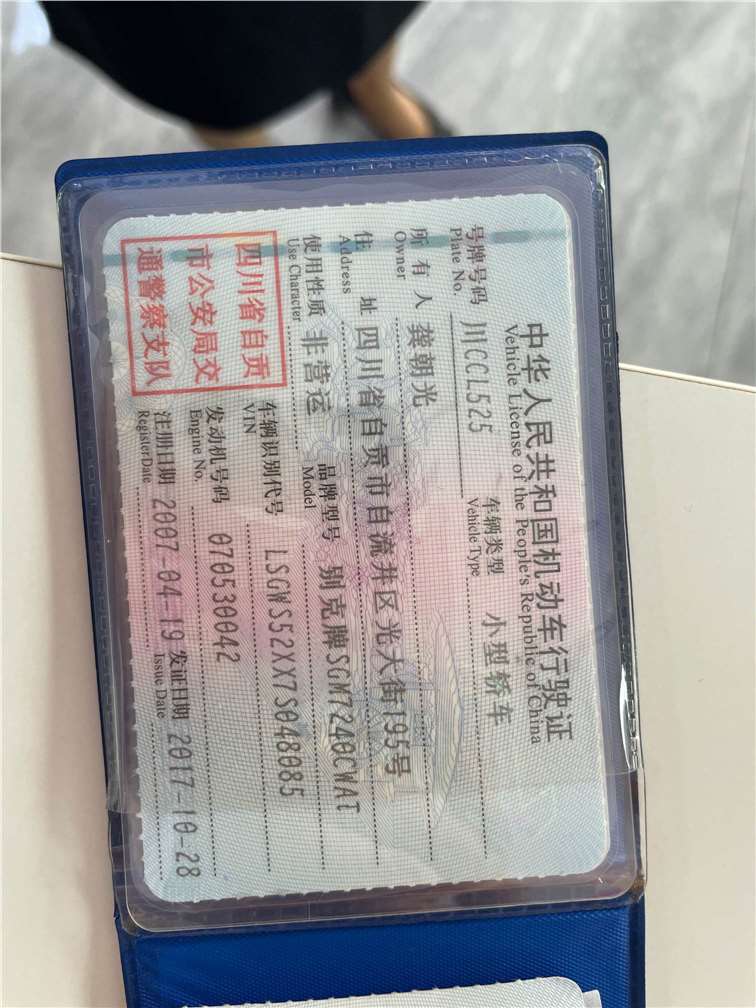 中华人民共和国机动车行驶证
Vehicle License of the People's Republic of China
号牌号码 川CCL525 车辆类型 小型轿车
Plate No. Vehicle Type
所有人 龚朝光
Owner
住址 四川省自贡市自流井区光大街195号
Address
使用性质 非营运 品牌型号 别克牌SGM7240CWAT
Use Character Model
四川省自贡
市公安局交
通警察支队
车辆识别代号 LSGWS52XX7S048085
VIN
发动机号码 070530042
Engine No.
注册日期 2007-04-19 发证日期 2017-10-28
Register Date Issue Date